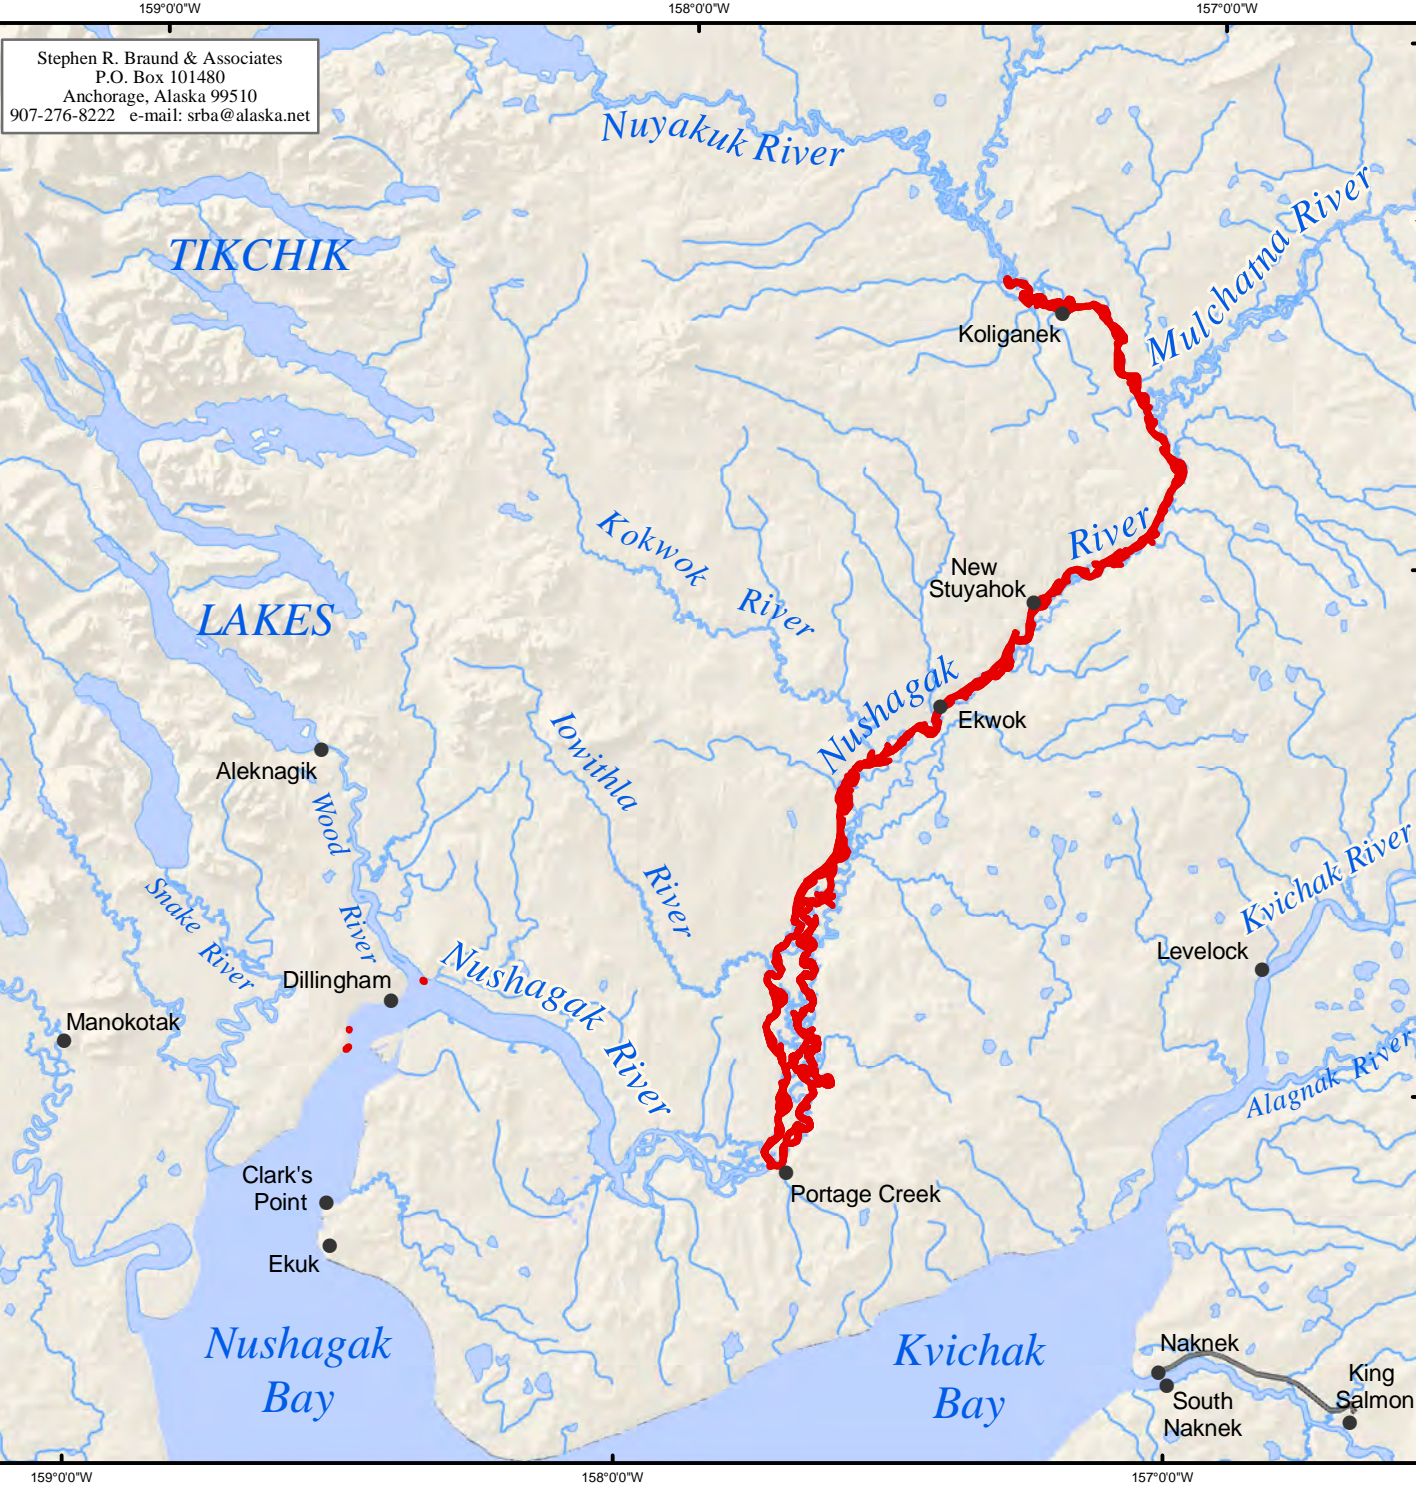 159°0'0"W
158°0'0"W
157°0'0"W
Stephen R. Braund & Associates
P.O. Box 101480
Anchorage, Alaska 99510
907-276-8222 e-mail: srba@alaska.net
Nuyakuk River
Mulchatna River
TIKCHIK
Koliganek
Kokwok River
Nushagak River
New
Stuyahok
LAKES
Ekwok
Iowithla River
Aleknagik
Wood River
Snake River
Kvichak River
Levelock
Dillingham
Nushagak River
Manokotak
Alagnak River
Clark's
Point
Portage Creek
Ekuk
Nushagak
Bay
Kvichak
Bay
Naknek
South
Naknek
King
Salmon
159°0'0"W
158°0'0"W
157°0'0"W